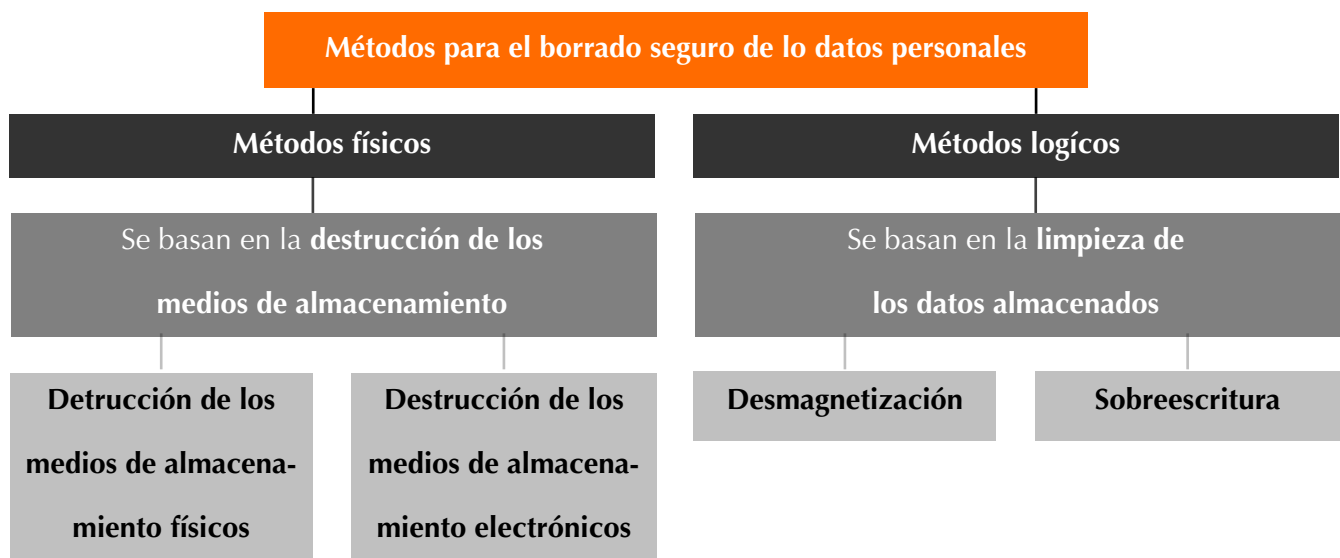 Métodos para el borrado seguro de lo datos personales
Métodos físicos
Métodos logícos
Se basan en la destrucción de los
medios de almacenamiento
Se basan en la limpieza de
los datos almacenados
Detrucción de los
medios de almacena-
miento físicos
Destrucción de los
medios de almacena-
miento electrónicos
Desmagnetización
Sobreescritura